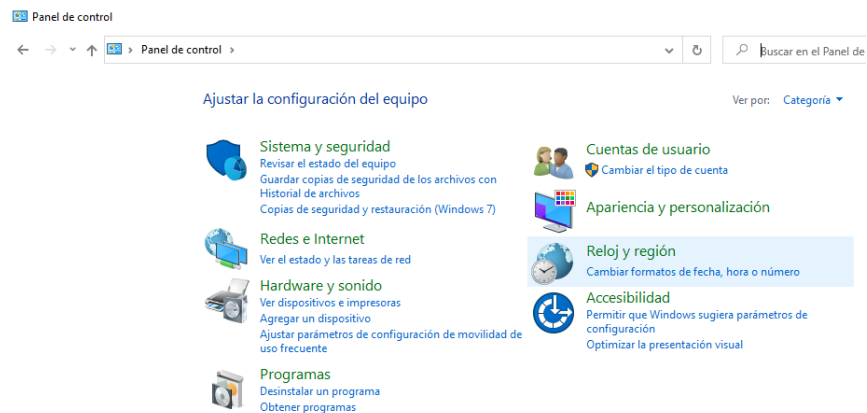 Panel de control
Panel de control
Buscar en el Panel de
Ajustar la configuración del equipo
Ver por: Categoría
Sistema y seguridad
Revisar el estado del equipo
Guardar copias de seguridad de los archivos con
Historial de archivos
Copias de seguridad y restauración (Windows 7)
Redes e Internet
Ver el estado y las tareas de red
Hardware y sonido
Ver dispositivos e impresoras
Agregar un dispositivo
Ajustar parámetros de configuración de movilidad de
uso frecuente
Programas
Desinstalar un programa
Obtener programas
Cuentas de usuario
Cambiar el tipo de cuenta
Apariencia y personalización
Reloj y región
Cambiar formatos de fecha, hora o número
Accesibilidad
Permitir que Windows sugiera parámetros de
configuración
Optimizar la presentación visual